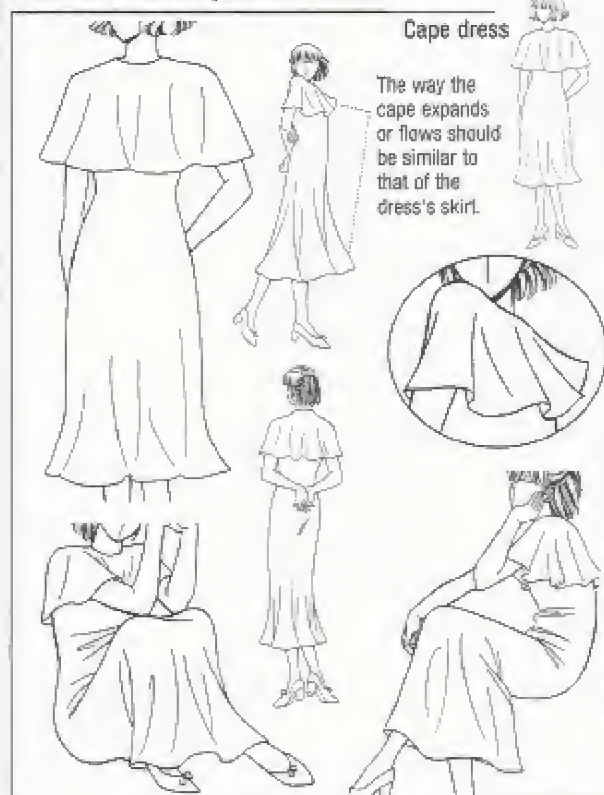 Cape dress
The way the
cape expands
or flows should
be similar to
that of the
dress's skirt.